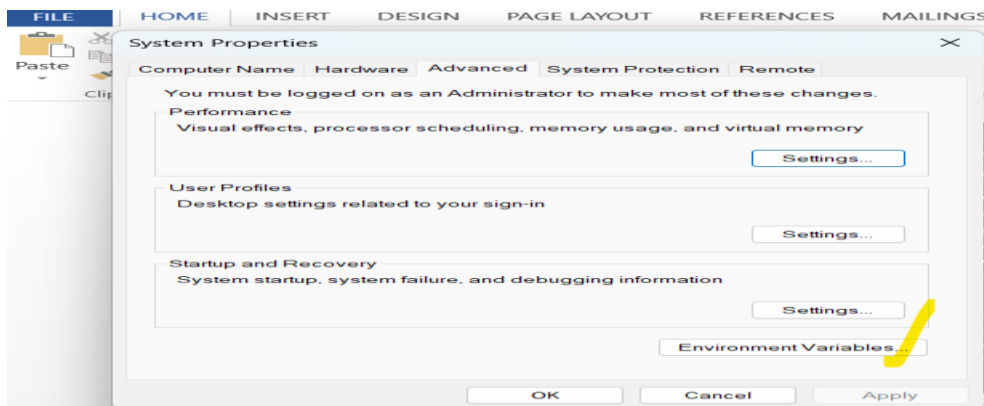 FILE HOME INSERT DESIGN PAGE LAYOUT REFERENCES MAILINGS
Paste
Clip
System Properties
Computer Name Hardware Advanced System Protection Remote
You must be logged on as an Administrator to make most of these changes.
Performance
Visual effects, processor scheduling, memory usage, and virtual memory
Settings...
User Profiles
Desktop settings related to your sign-in
Settings...
Startup and Recovery
System startup, system failure, and debugging information
Settings...
Environment Variables...
OK Cancel Apply